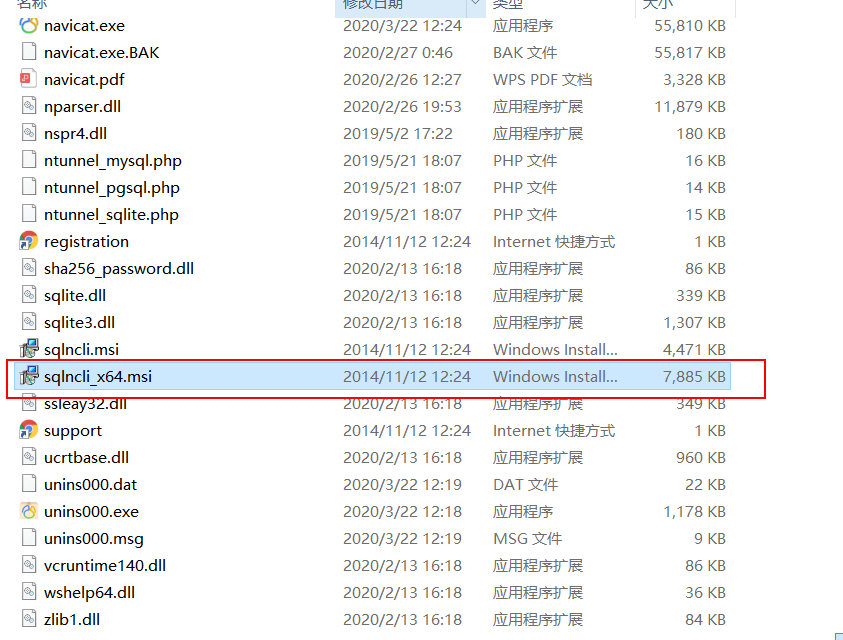 名称 修改日期 类型 大小
navicat.exe 2020/3/22 12:24 应用程序 55,810 KB
navicat.exe.BAK 2020/2/27 0:46 BAK 文件 55,817 KB
navicat.pdf 2020/2/26 12:27 WPS PDF 文档 3,328 KB
nparser.dll 2020/2/26 19:53 应用程序扩展 11,879 KB
nspr4.dll 2019/5/2 17:22 应用程序扩展 180 KB
ntunnel_mysql.php 2019/5/21 18:07 PHP 文件 16 KB
ntunnel_pgsql.php 2019/5/21 18:07 PHP 文件 14 KB
ntunnel_sqlite.php 2019/5/21 18:07 PHP 文件 15 KB
registration 2014/11/12 12:24 Internet 快捷方式 1 KB
sha256_password.dll 2020/2/13 16:18 应用程序扩展 86 KB
sqlite.dll 2020/2/13 16:18 应用程序扩展 339 KB
sqlite3.dll 2020/2/13 16:18 应用程序扩展 1,307 KB
sqlncli.msi 2014/11/12 12:24 Windows Install... 4,471 KB
sqlncli_x64.msi 2014/11/12 12:24 Windows Install... 7,885 KB
ssleay32.dll 2020/2/13 16:18 应用程序扩展 349 KB
support 2014/11/12 12:24 Internet 快捷方式 1 KB
ucrtbase.dll 2020/2/13 16:18 应用程序扩展 960 KB
unins000.dat 2020/3/22 12:19 DAT 文件 22 KB
unins000.exe 2020/3/22 12:18 应用程序 1,178 KB
unins000.msg 2020/3/22 12:19 MSG 文件 9 KB
vcruntime140.dll 2020/2/13 16:18 应用程序扩展 86 KB
wshelp64.dll 2020/2/13 16:18 应用程序扩展 36 KB
zlib1.dll 2020/2/13 16:18 应用程序扩展 84 KB